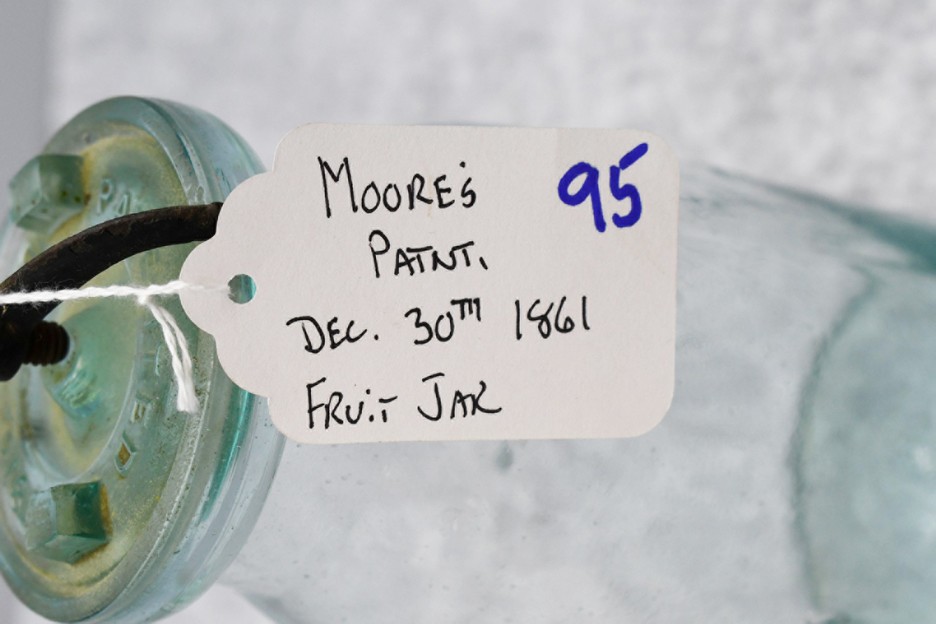 MOORE'S
PATNT.
DEC. 30TH 1861
FRUIT JAR
95